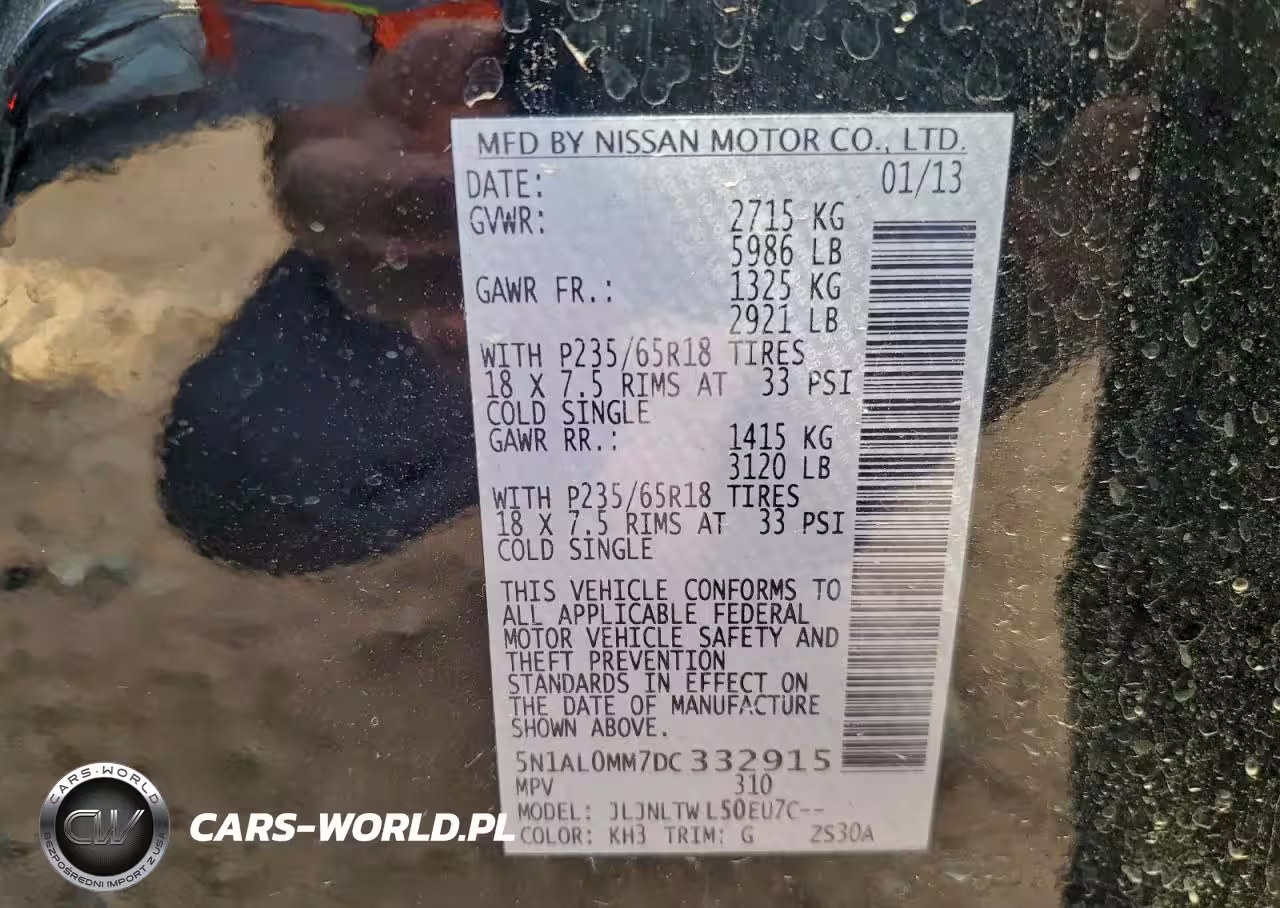 MFD BY NISSAN MOTOR CO., LTD.
DATE: 01/13
GVWR: 2715 KG
5986 LB
GAWR FR.: 1325 KG
2921 LB
WITH P235/65R18 TIRES
18 X 7.5 RIMS AT 33 PSI
COLD SINGLE
GAWR RR.: 1415 KG
3120 LB
WITH P235/65R18 TIRES
18 X 7.5 RIMS AT 33 PSI
COLD SINGLE
THIS VEHICLE CONFORMS TO
ALL APPLICABLE FEDERAL
MOTOR VEHICLE SAFETY AND
THEFT PREVENTION
STANDARDS IN EFFECT ON
THE DATE OF MANUFACTURE
SHOWN ABOVE.
5N1AL0MM7DC332915
MPV 310
MODEL: JLJNLTWL50EU7C--
COLOR: KH3 TRIM: G ZS30A
CARS-WORLD
CW
BEZPOŚREDNI IMPORT Z USA
CARS-WORLD.PL